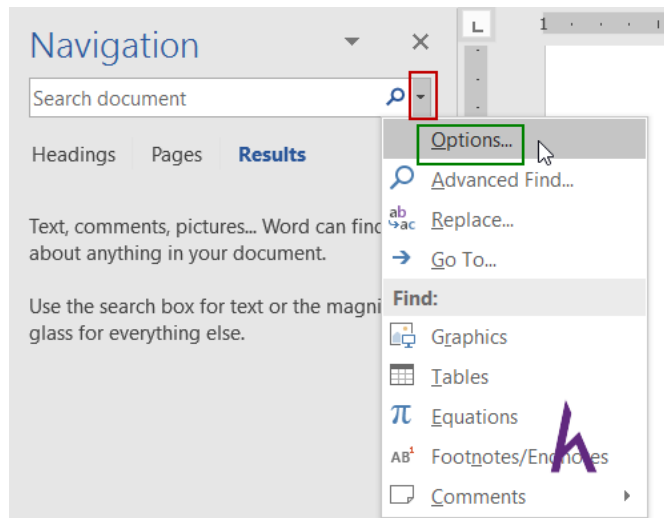 Navigation
L
1
Search document
Options...
Headings Pages Results
Advanced Find...
Replace...
Go To...
Text, comments, pictures... Word can find
about anything in your document.
Use the search box for text or the magni
glass for everything else.
Find:
Graphics
Tables
π Equations
AB¹ Footnotes/Endnotes
Comments